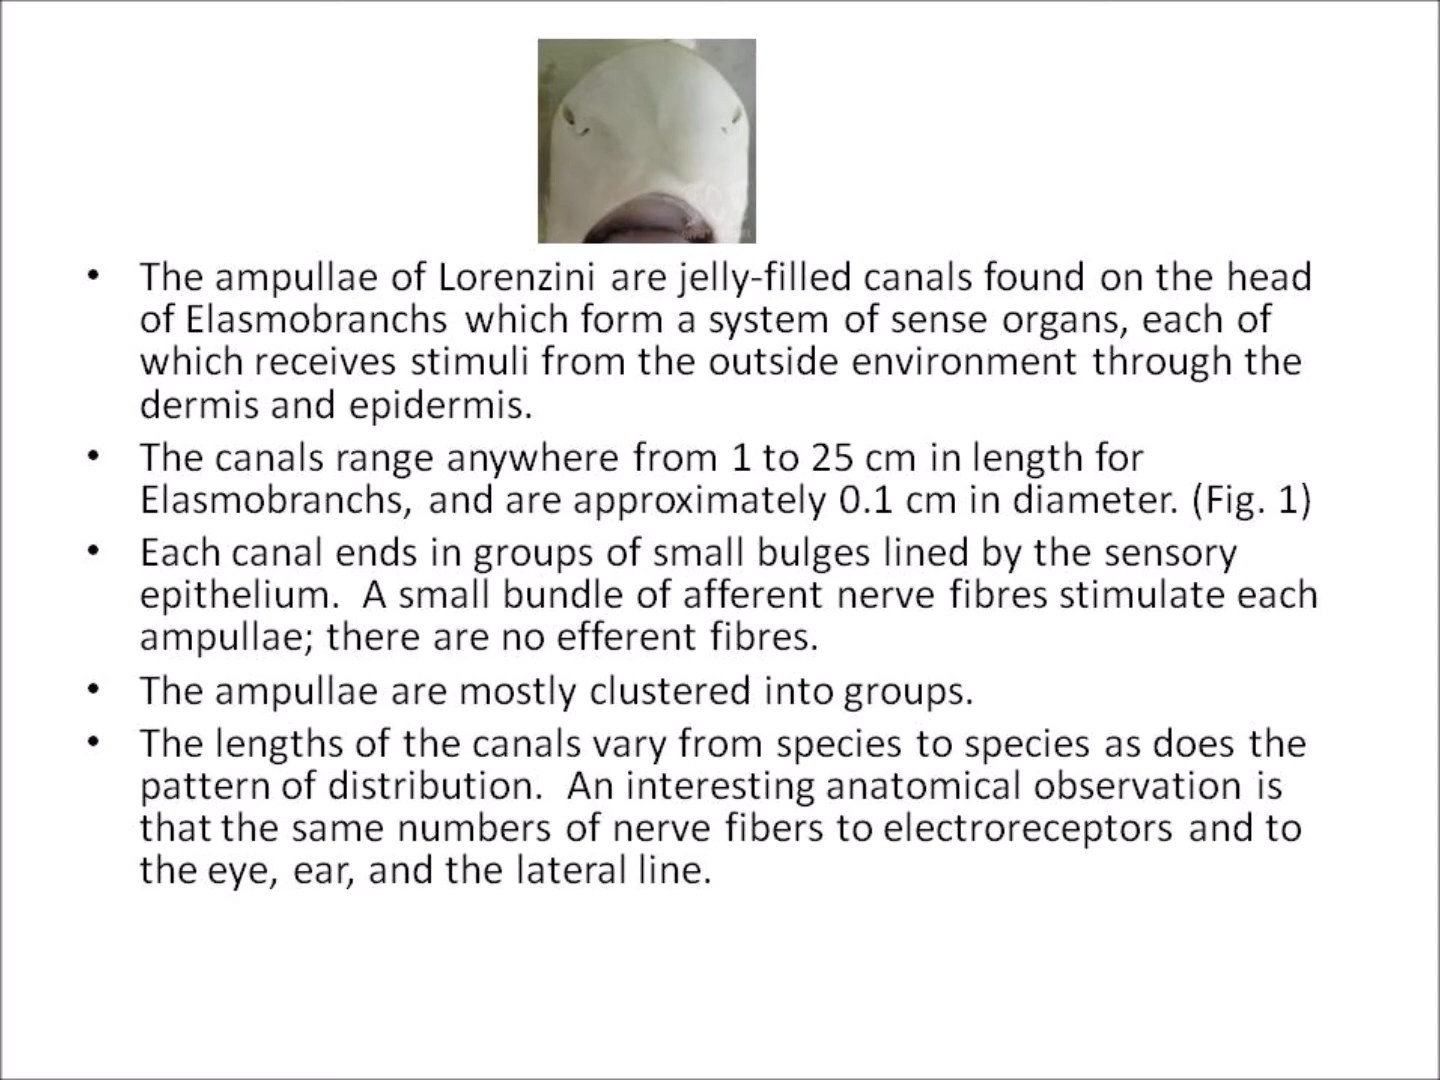 • The ampullae of Lorenzini are jelly-filled canals found on the head
of Elasmobranchs which form a system of sense organs, each of
which receives stimuli from the outside environment through the
dermis and epidermis.
• The canals range anywhere from 1 to 25 cm in length for
Elasmobranchs, and are approximately 0.1 cm in diameter. (Fig. 1)
• Each canal ends in groups of small bulges lined by the sensory
epithelium. A small bundle of afferent nerve fibres stimulate each
ampullae; there are no efferent fibres.
• The ampullae are mostly clustered into groups.
• The lengths of the canals vary from species to species as does the
pattern of distribution. An interesting anatomical observation is
that the same numbers of nerve fibers to electroreceptors and to
the eye, ear, and the lateral line.